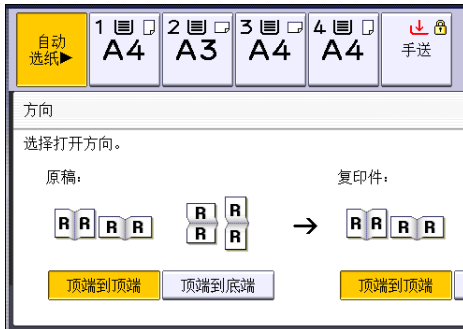 自动
选纸▶
1
A4
2
A3
3
A4
4
A4
手送
方向
选择打开方向。
原稿:
复印件:
R R R R
R R
R R
→
R R R R
顶端到顶端
顶端到底端
顶端到顶端